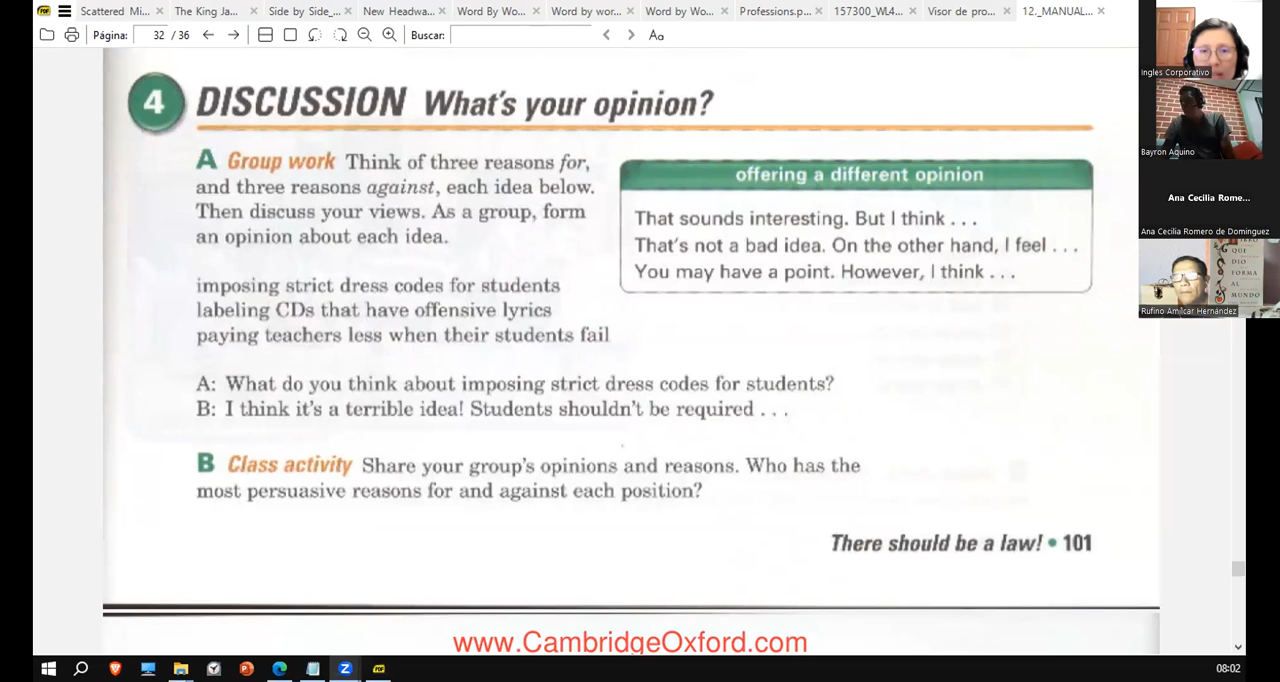 Scattered Mi...
The King Ja...
Side by Side_...
New Headwa...
Word By Wo...
Word by wor...
Word by Wo...
Professions.p...
157300_WL4...
Visor de pro...
12._MANUAL...
Página:
32 / 36
Buscar:
Aa
4 DISCUSSION What's your opinion?
A Group work Think of three reasons for,
and three reasons against, each idea below.
Then discuss your views. As a group, form
an opinion about each idea.
offering a different opinion
That sounds interesting. But I think . . .
That's not a bad idea. On the other hand, I feel . . .
You may have a point. However, I think . . .
imposing strict dress codes for students
labeling CDs that have offensive lyrics
paying teachers less when their students fail
A: What do you think about imposing strict dress codes for students?
B: I think it's a terrible idea! Students shouldn't be required . . .
B Class activity Share your group's opinions and reasons. Who has the
most persuasive reasons for and against each position?
There should be a law! • 101
www.CambridgeOxford.com
Ingles Corporativo
Bayron Aquino
Ana Cecilia Rome...
Ana Cecilia Romero de Dominguez
QUE
DIO
FORMA
AL
MUNDO
Rufino Amilcar Hernández
08:02